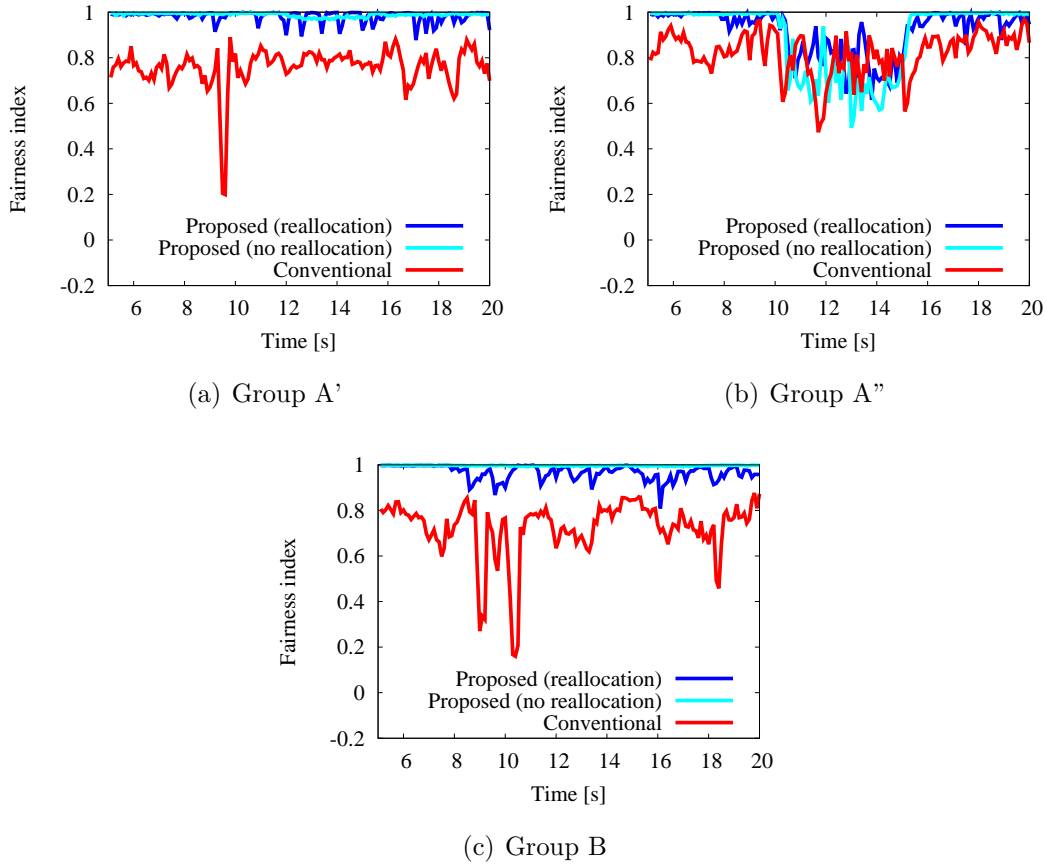 1
0.8
0.6
0.4
0.2
0
-0.2
Fairness index
Proposed (reallocation)
Proposed (no reallocation)
Conventional
6 8 10 12 14 16 18 20
Time [s]
(a) Group A'
1
0.8
0.6
0.4
0.2
0
-0.2
Fairness index
Proposed (reallocation)
Proposed (no reallocation)
Conventional
6 8 10 12 14 16 18 20
Time [s]
(b) Group A”
1
0.8
0.6
0.4
0.2
0
-0.2
Fairness index
Proposed (reallocation)
Proposed (no reallocation)
Conventional
6 8 10 12 14 16 18 20
Time [s]
(c) Group B